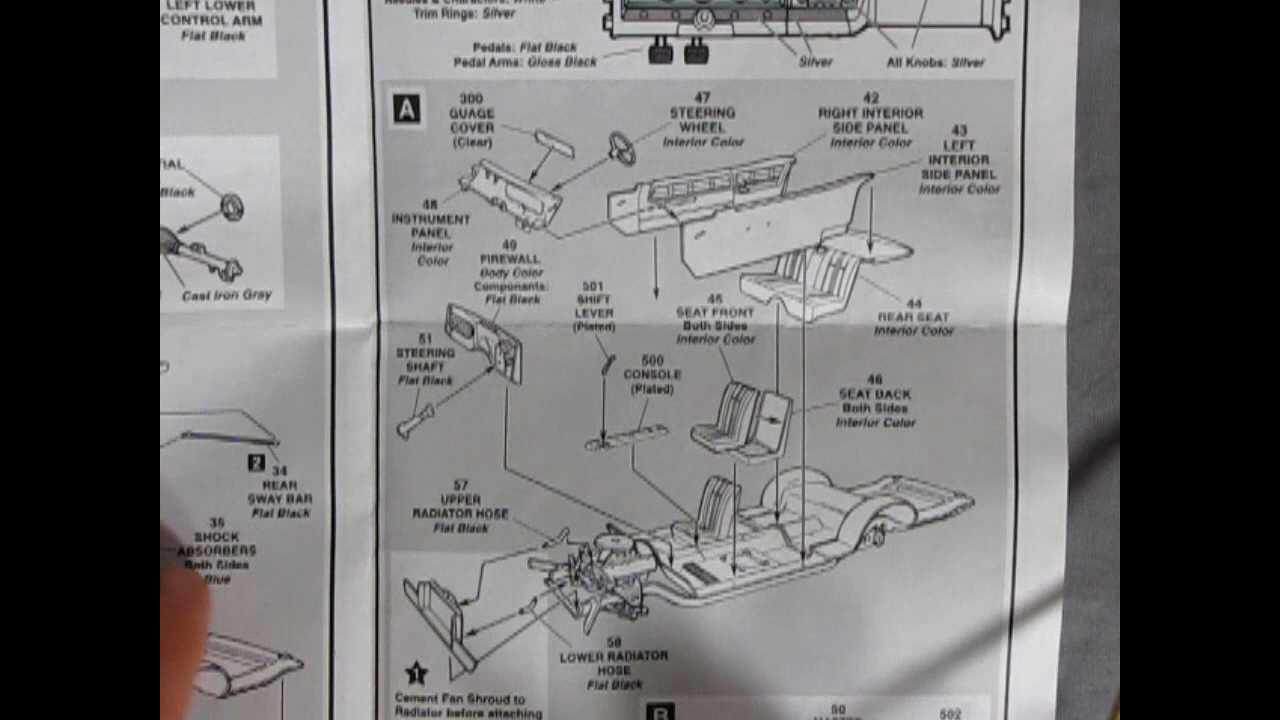 LEFT LOWER
CONTROL ARM
Flat Black
Trim Rings: Silver
Pedals: Flat Black
Pedal Arms: Gloss Black
Silver
All Knobs: Silver
A
300
GUAGE
COVER
(Clear)
47
STEERING
WHEEL
Interior Color
42
RIGHT INTERIOR
SIDE PANEL
Interior Color
43
LEFT
INTERIOR
SIDE PANEL
Interior Color
48
INSTRUMENT
PANEL
Interior
Color
Black
Cast Iron Gray
49
FIREWALL
Body Color
Components:
Flat Black
501
SHIFT
LEVER
(Plated)
45
SEAT FRONT
Both Sides
Interior Color
44
REAR SEAT
Interior Color
51
STEERING
SHAFT
Flat Black
500
CONSOLE
(Plated)
46
SEAT BACK
Both Sides
Interior Color
2
34
REAR
SWAY BAR
Flat Black
57
UPPER
RADIATOR HOSE
Flat Black
SHOCK
ABSORBERS
Both Sides
Blue
58
LOWER RADIATOR
HOSE
Flat Black
1
Cement Fan Shroud to
Radiator before attaching
B
50
502